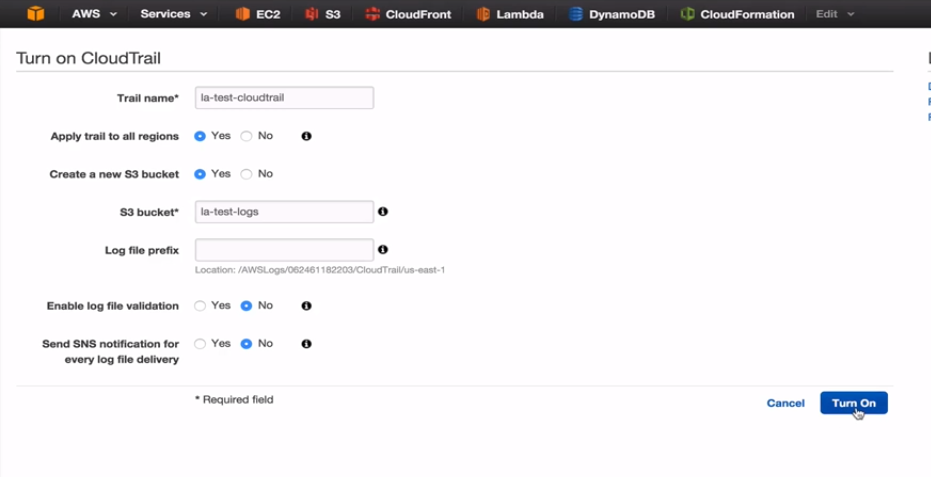 AWS Services EC2 S3 CloudFront Lambda DynamoDB CloudFormation Edit
Turn on CloudTrail
Trail name* la-test-cloudtrail
Apply trail to all regions Yes No
Create a new S3 bucket Yes No
S3 bucket* la-test-logs
Log file prefix
Location: /AWSLogs/062461182203/CloudTrail/us-east-1
Enable log file validation Yes No
Send SNS notification for
every log file delivery Yes No
* Required field Cancel Turn On